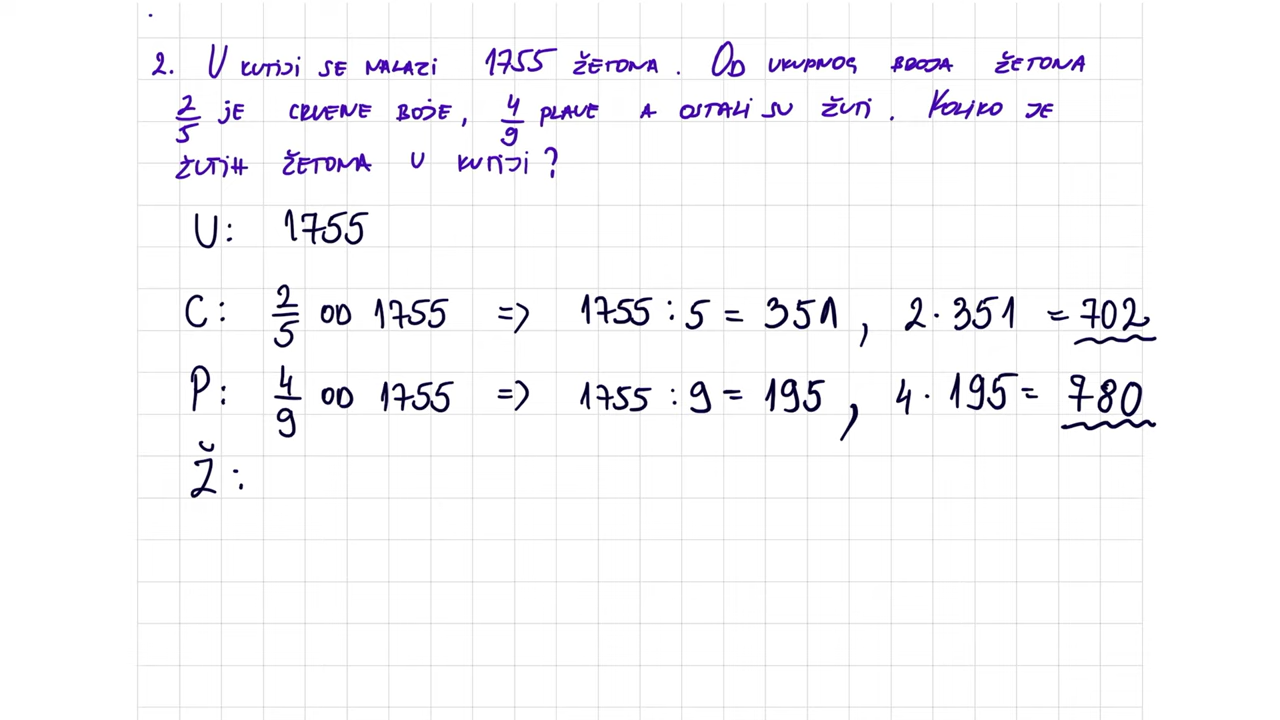 2. U KUTIJI SE NALAZI 1755 ŽETONA. OD UKUPNOG BROJA ŽETONA
2/5 JE CRVENE BOJE, 4/9 PLAVE A OSTALI SU ŽUTI. KOLIKO JE
ŽUTIH ŽETONA U KUTIJI?
U: 1755
C: 2/5 OD 1755 => 1755 : 5 = 351, 2 · 351 = 702
P: 4/9 OD 1755 => 1755 : 9 = 195, 4 · 195 = 780
Ž: